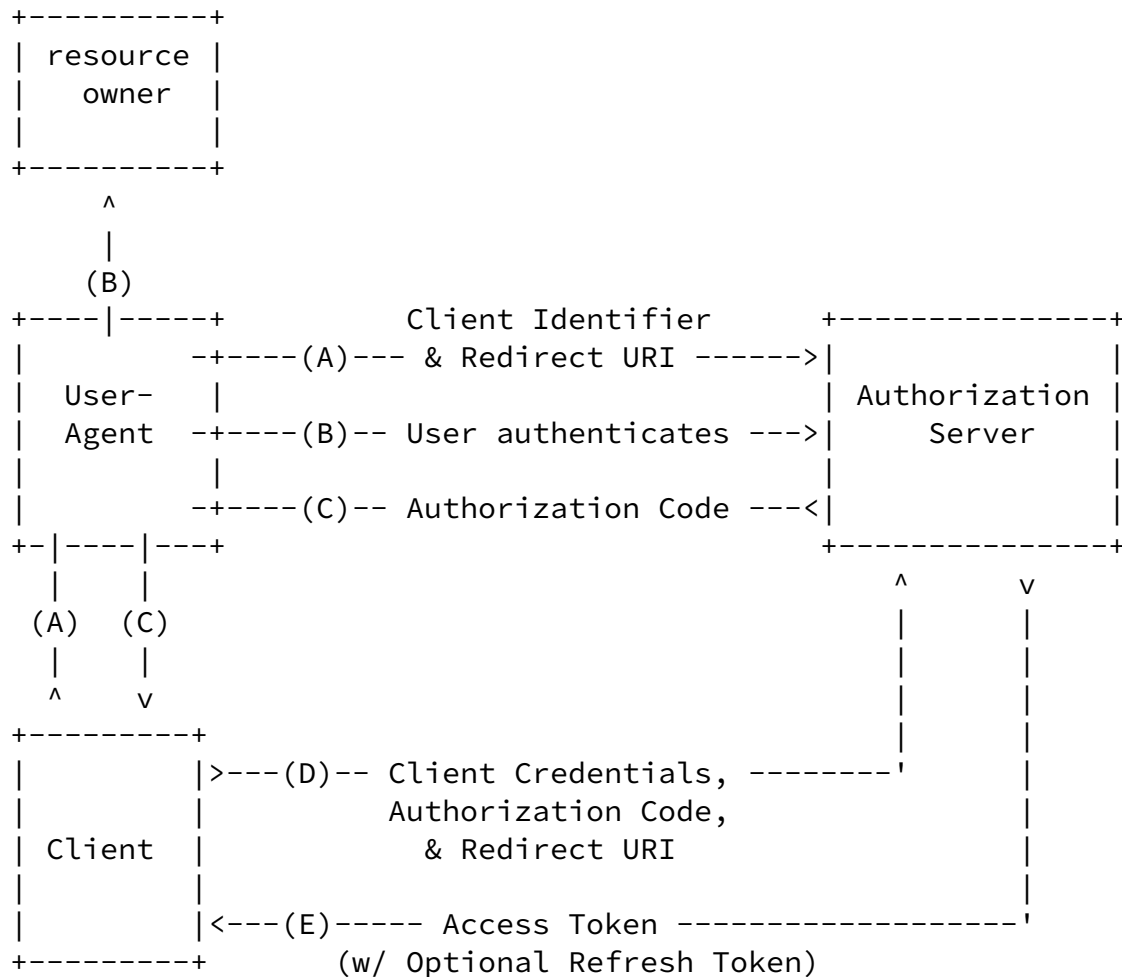 resource
owner
(B)
Client Identifier
(A) & Redirect URI
User-
Agent
(B) User authenticates
Authorization
Server
(C) Authorization Code
(A) (C)
(D) Client Credentials,
Authorization Code,
& Redirect URI
Client
(E) Access Token
(w/ Optional Refresh Token)